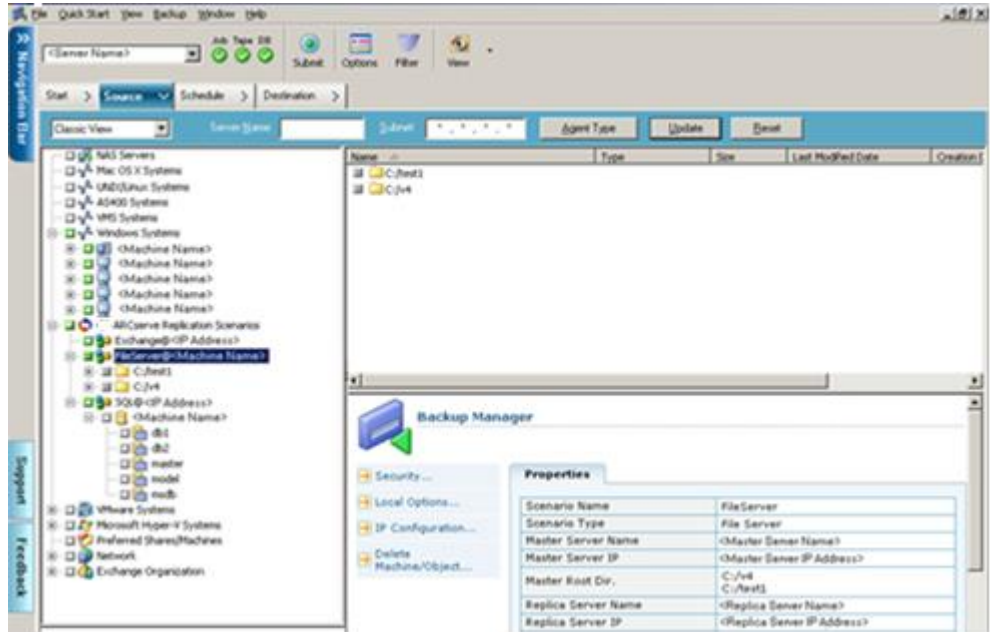 File Quick Start View Backup Window Help
Navigation Bar
<Server Name>
Job Tape DB
Submit Options Filter View
Start > Source Schedule > Destination >
Classic View Server Name Subnet * . * . * . * Agent Type Update Reset
NAS Servers
Mac OS X Systems
UNIX/Linux Systems
AS400 Systems
VMS Systems
Windows Systems
<Machine Name>
<Machine Name>
<Machine Name>
<Machine Name>
<Machine Name>
ARCserve Replication Scenarios
Exchange@<IP Address>
FileServer@<Machine Name>
C:/test1
C:/v4
SQL@<IP Address>
<Machine Name>
db1
db2
master
model
msdb
VMware Systems
Microsoft Hyper-V Systems
Preferred Shares/Machines
Network
Exchange Organization
Support
Feedback
Name Type Size Last Modified Date Creation
C:/test1
C:/v4
Backup Manager
Security...
Local Options...
IP Configuration...
Delete
Machine/Object...
Properties
Scenario Name FileServer
Scenario Type File Server
Master Server Name <Master Server Name>
Master Server IP <Master Server IP Address>
Master Root Dir. C:/v4
C:/test1
Replica Server Name <Replica Server Name>
Replica Server IP <Replica Server IP Address>